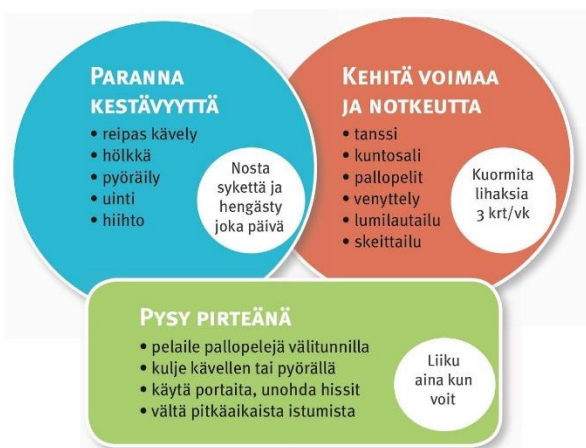 PARANNA
KESTÄVYYTTÄ
• reipas kävely
• hölkkä
• pyöräily
• uinti
• hiihto
Nosta
sykettä ja
hengästy
joka päivä
KEHITÄ VOIMAA
JA NOTKEUTTA
• tanssi
• kuntosali
• pallopelit
• venyttely
• lumilautailu
• skeittailu
Kuormita
lihaksia
3 krt/vk
PYSY PIRTEÄNÄ
• pelaile pallopelejä välitunnilla
• kulje kävellen tai pyörällä
• käytä portaita, unohda hissit
• vältä pitkäaikaista istumista
Liiku
aina kun
voit